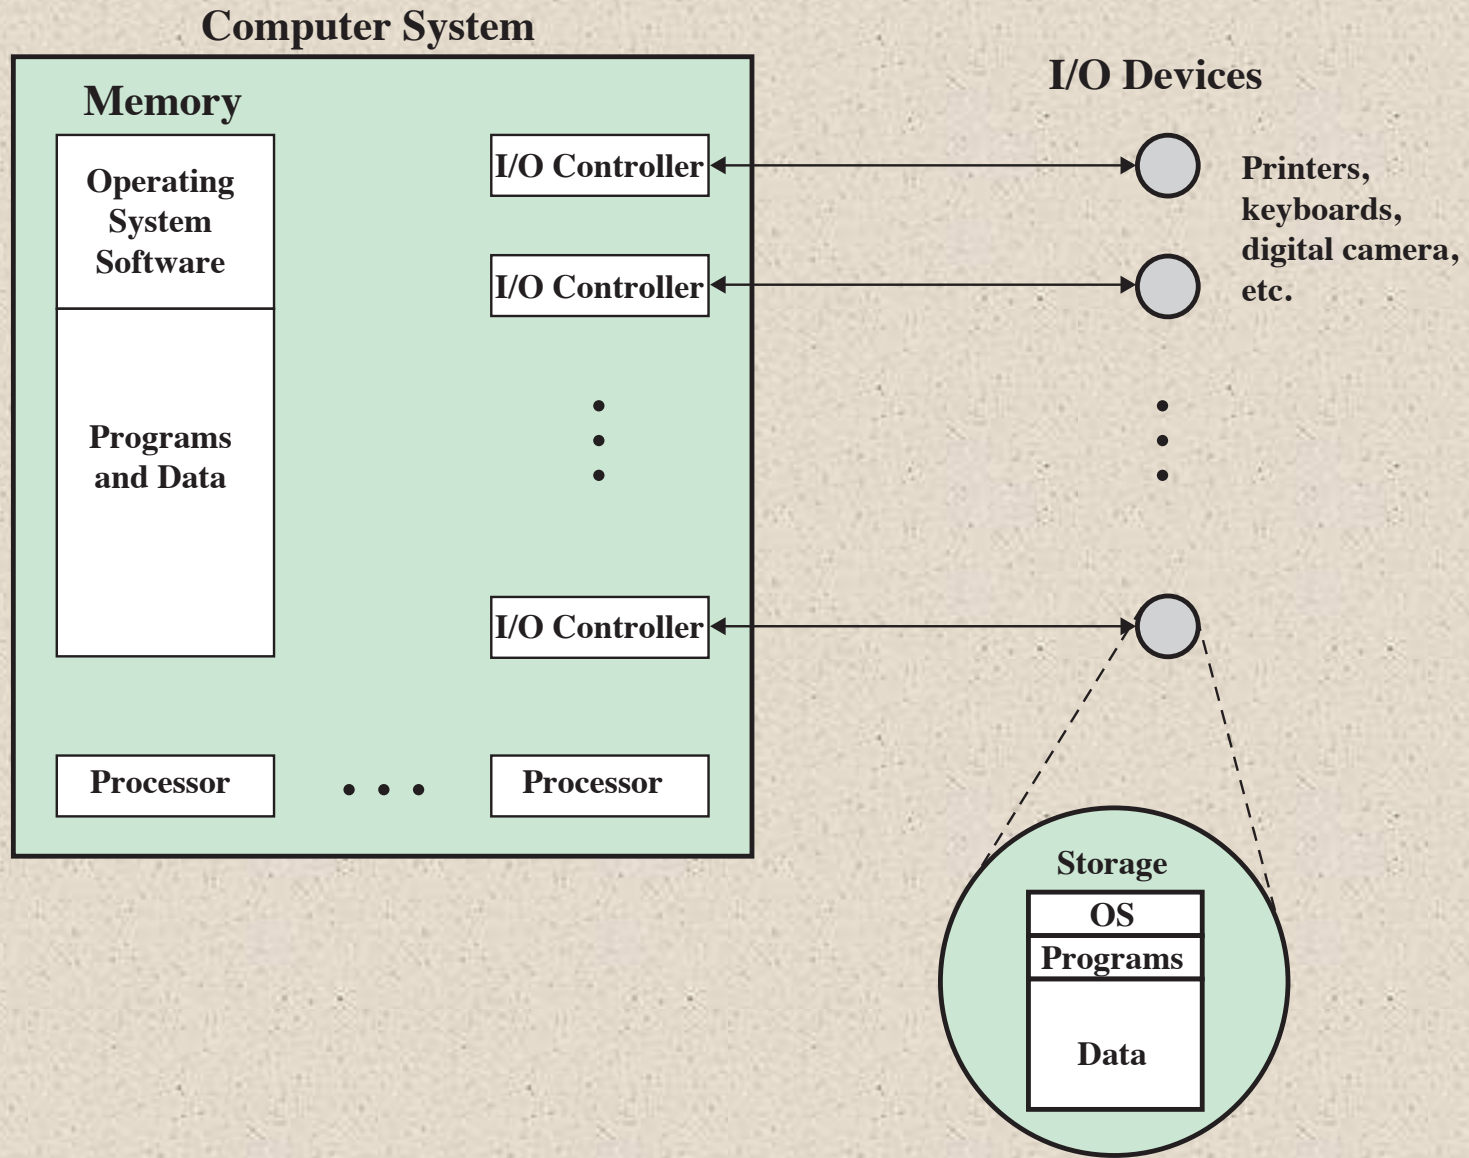 Computer System
Memory
Operating
System
Software
Programs
and Data
I/O Controller
I/O Controller
I/O Controller
Processor
Processor
I/O Devices
Printers,
keyboards,
digital camera,
etc.
Storage
OS
Programs
Data